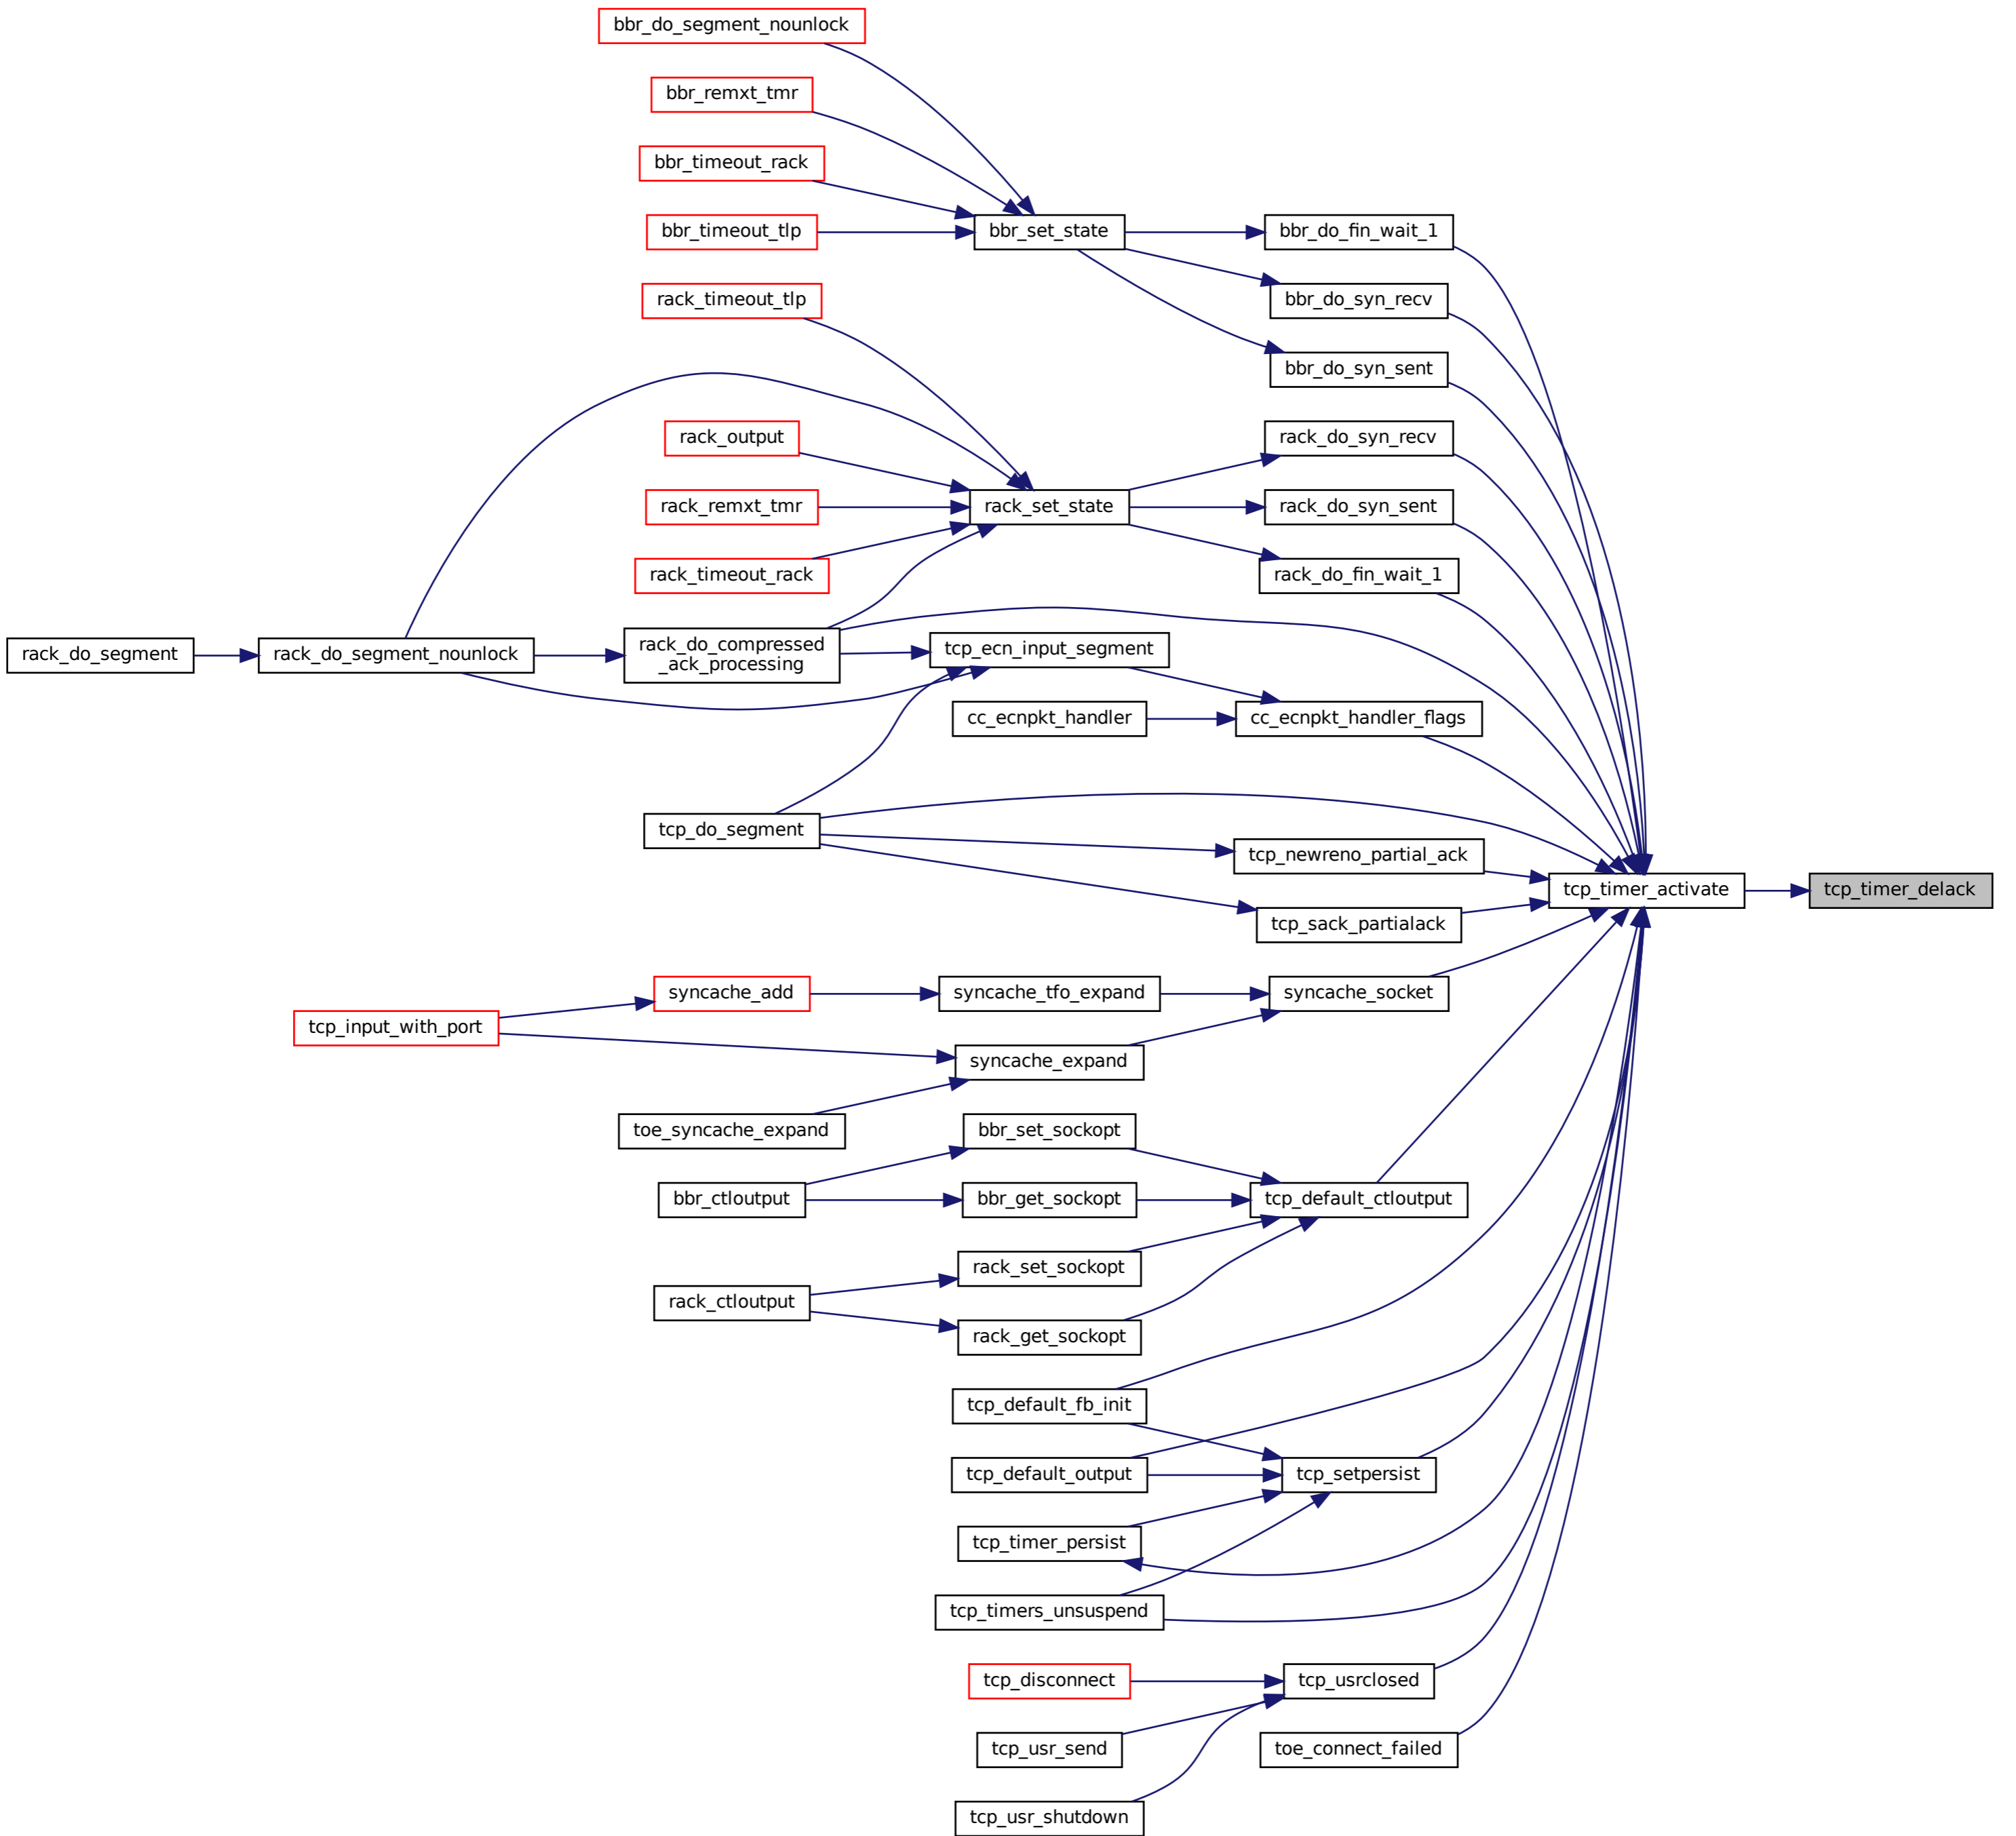 bbr_do_segment_nounlock
bbr_remxt_tmr
bbr_timeout_rack
bbr_timeout_tlp
bbr_set_state
bbr_do_fin_wait_1
rack_timeout_tlp
bbr_do_syn_recv
bbr_do_syn_sent
rack_output
rack_do_syn_recv
rack_remxt_tmr
rack_set_state
rack_do_syn_sent
rack_timeout_rack
rack_do_fin_wait_1
rack_do_segment
rack_do_segment_nounlock
rack_do_compressed
_ack_processing
tcp_ecn_input_segment
cc_ecnpkt_handler
cc_ecnpkt_handler_flags
tcp_do_segment
tcp_newreno_partial_ack
tcp_timer_activate
tcp_timer_delack
tcp_sack_partialack
syncache_add
syncache_tfo_expand
syncache_socket
tcp_input_with_port
syncache_expand
toe_syncache_expand
bbr_set_sockopt
bbr_ctloutput
bbr_get_sockopt
tcp_default_ctloutput
rack_set_sockopt
rack_ctloutput
rack_get_sockopt
tcp_default_fb_init
tcp_default_output
tcp_setpersist
tcp_timer_persist
tcp_timers_unsuspend
tcp_disconnect
tcp_usrclosed
tcp_usr_send
toe_connect_failed
tcp_usr_shutdown